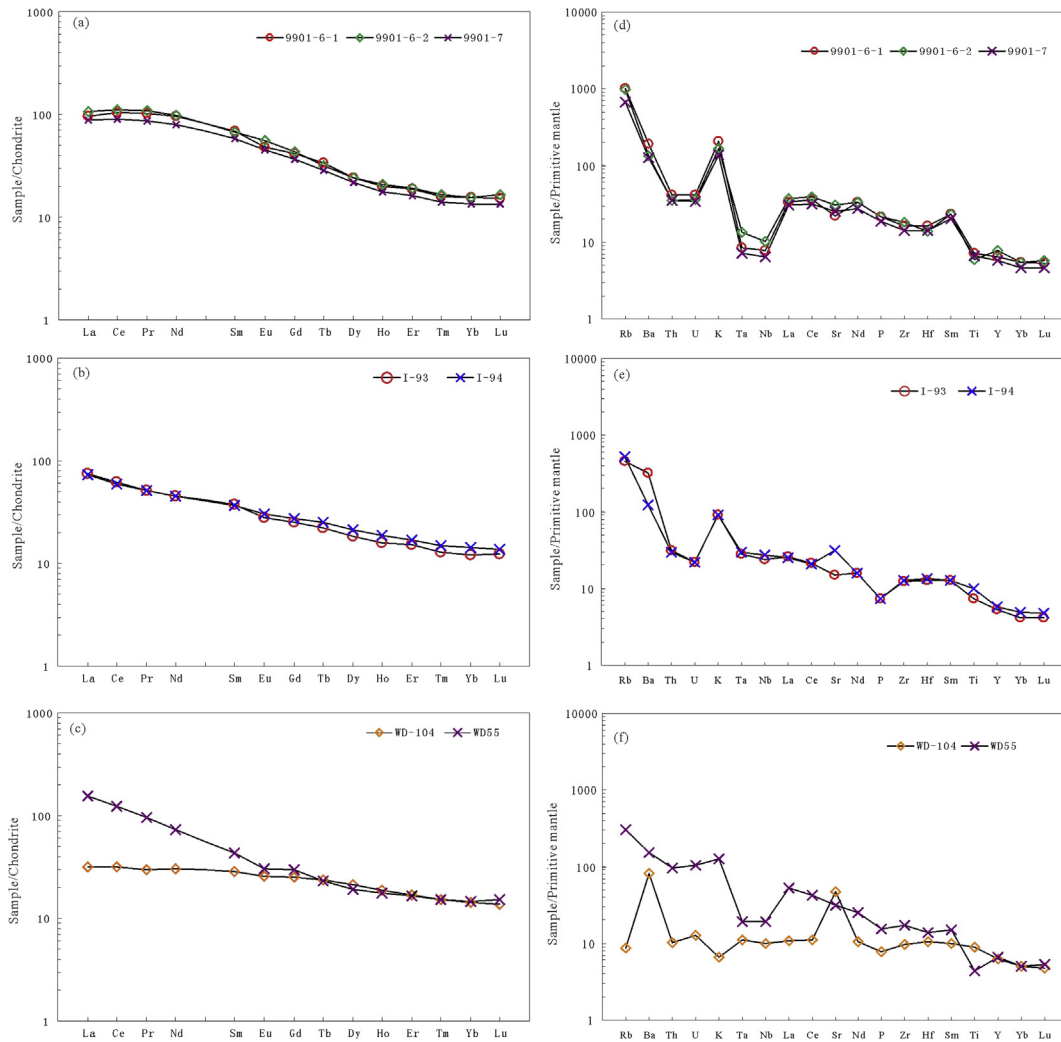 (a)
9901-6-1 9901-6-2 9901-7
1000
100
10
1
Sample/Chondrite
La Ce Pr Nd Sm Eu Gd Tb Dy Ho Er Tm Yb Lu
(d)
9901-6-1 9901-6-2 9901-7
10000
1000
100
10
1
Sample/Primitive mantle
Rb Ba Th U K Ta Nb La Ce Sr Nd P Zr Hf Sm Ti Y Yb Lu
(b)
I-93 I-94
1000
100
10
1
Sample/Chondrite
La Ce Pr Nd Sm Eu Gd Tb Dy Ho Er Tm Yb Lu
(e)
I-93 I-94
10000
1000
100
10
1
Sample/Primitive mantle
Rb Ba Th U K Ta Nb La Ce Sr Nd P Zr Hf Sm Ti Y Yb Lu
(c)
WD-104 WD55
1000
100
10
1
Sample/Chondrite
La Ce Pr Nd Sm Eu Gd Tb Dy Ho Er Tm Yb Lu
(f)
WD-104 WD55
10000
1000
100
10
1
Sample/Primitive mantle
Rb Ba Th U K Ta Nb La Ce Sr Nd P Zr Hf Sm Ti Y Yb Lu